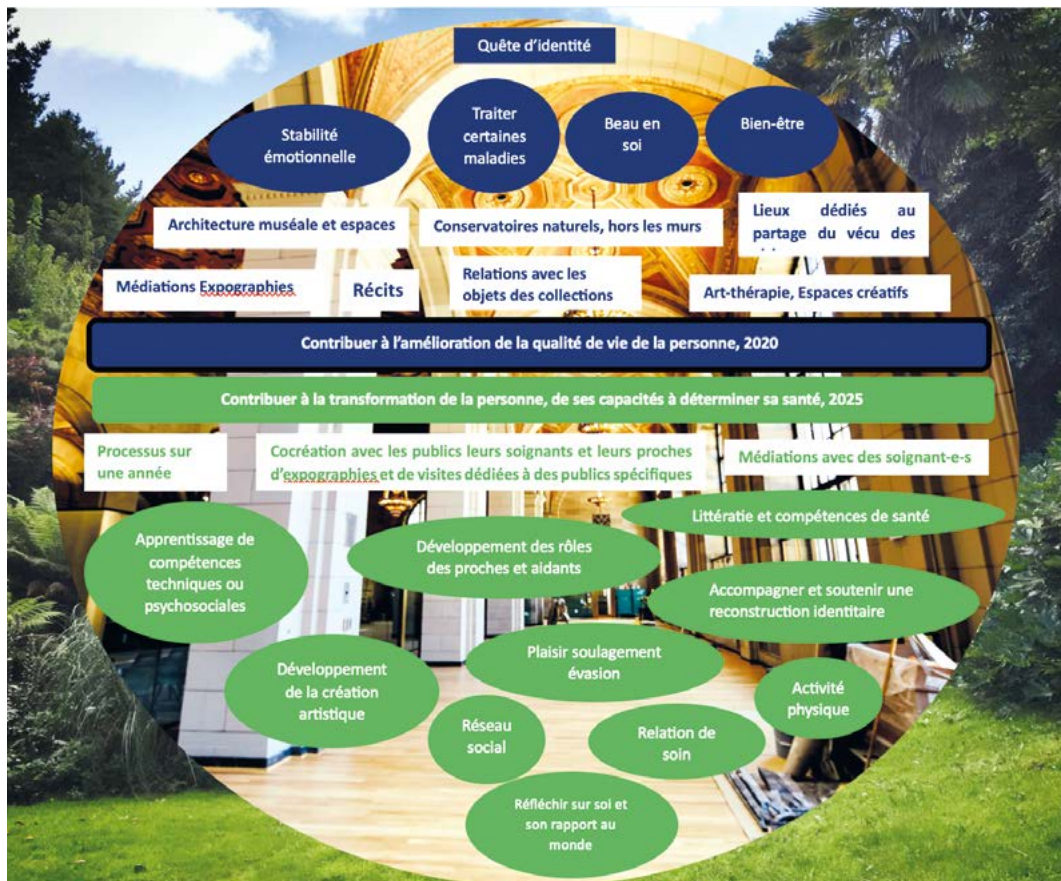 Quête d'identité
Stabilité
émotionnelle
Traiter
certaines
maladies
Beau en
soi
Bien-être
Architecture muséale et espaces
Conservatoires naturels, hors les murs
Lieux dédiés au
partage du vécu des
Médiations Expographies
Récits
Relations avec les
objets des collections
Art-thérapie, Espaces créatifs
Contribuer à l'amélioration de la qualité de vie de la personne, 2020
Contribuer à la transformation de la personne, de ses capacités à déterminer sa santé, 2025
Processus sur
une année
Cocréation avec les publics leurs soignants et leurs proches
d'expographies et de visites dédiées à des publics spécifiques
Médiations avec des soignant-e-s
Littératie et compétences de santé
Apprentissage de
compétences
techniques ou
psychosociales
Développement des rôles
des proches et aidants
Accompagner et soutenir une
reconstruction identitaire
Plaisir soulagement
évasion
Développement
de la création
artistique
Activité
physique
Réseau
social
Relation de
soin
Réfléchir sur soi et
son rapport au
monde